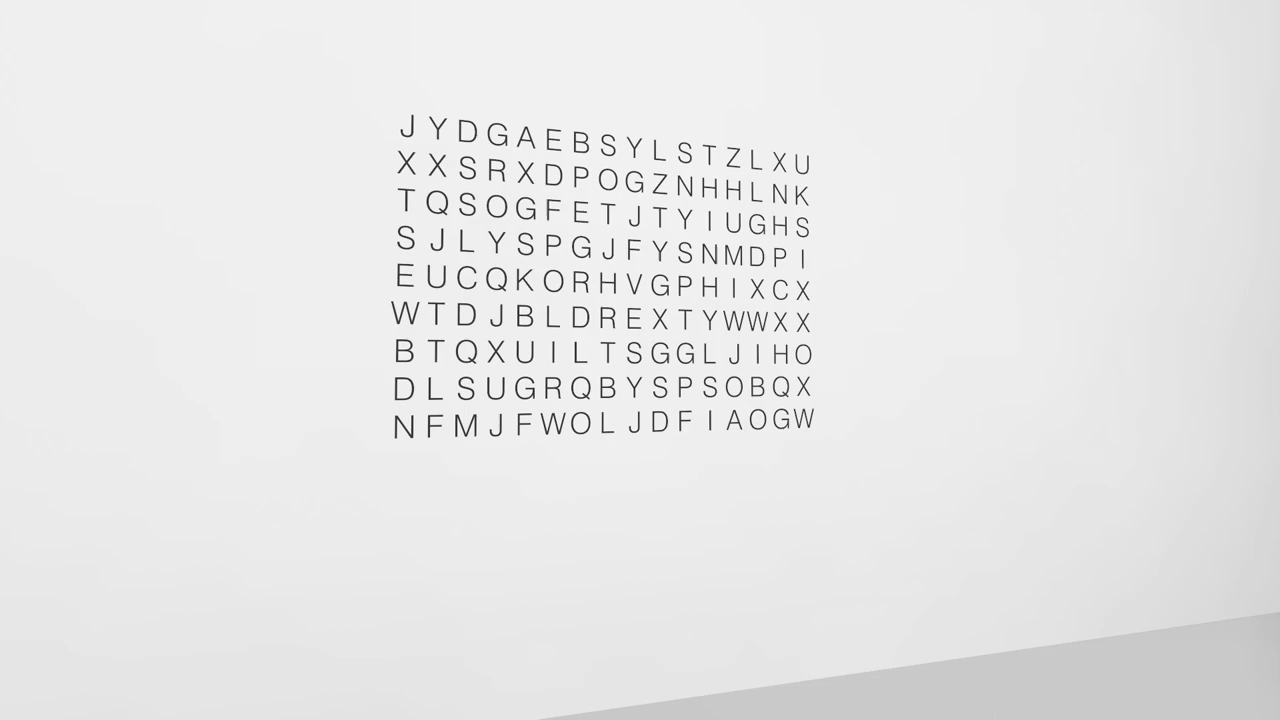 JYDGAEBSYLSTZLXU
XXSRXDPOGZNHHLNK
TQSOGFETJTYIUGHS
SJLYSPGJFYSNMDPI
EUCQKORHVGPHIXCX
WTDJBLDREXTYWWXX
BTQXUILTSGGLJIHO
DLSUGRQBYSPSOBQX
NFMJFWOLJDFIAOGW